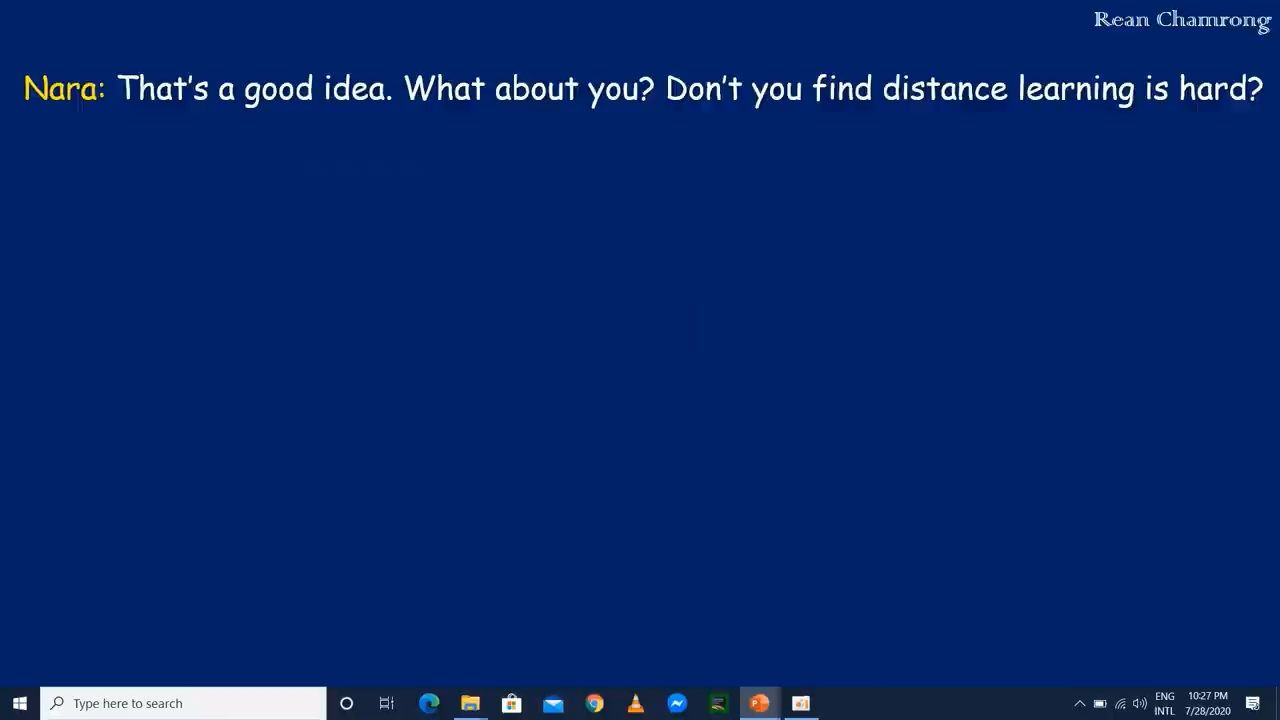 Rean Chamrong
Nara: That's a good idea. What about you? Don't you find distance learning is hard?
Type here to search
ENG
INTL
10:27 PM
7/28/2020